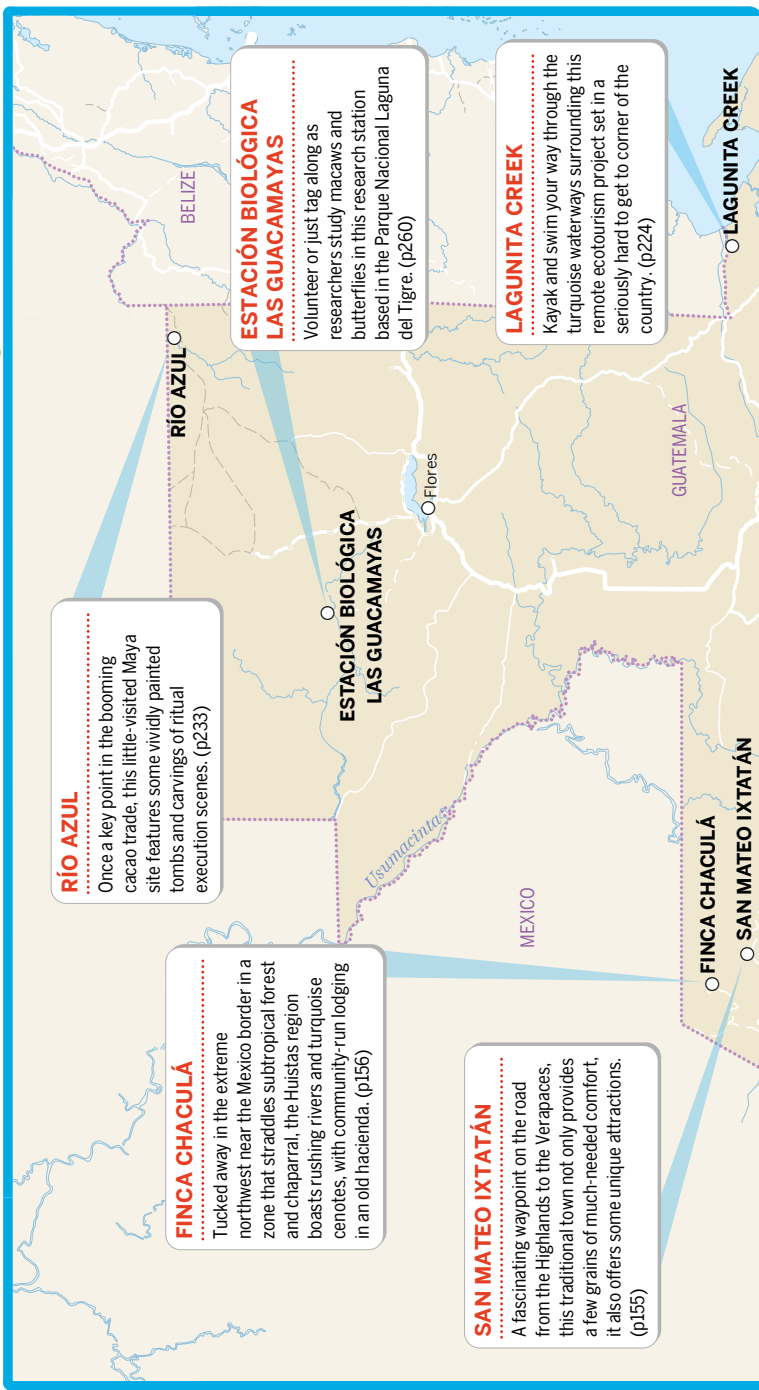 RÍO AZUL
Once a key point in the booming
cacao trade, this little-visited Maya
site features some vividly painted
tombs and carvings of ritual
execution scenes. (p233)
FINCA CHACULÁ
Tucked away in the extreme
northwest near the Mexico border in a
zone that straddles subtropical forest
and chaparral, the Huistas region
boasts rushing rivers and turquoise
cenotes, with community-run lodging
in an old hacienda. (p156)
SAN MATEO IXTATÁN
A fascinating waypoint on the road
from the Highlands to the Verapaces,
this traditional town not only provides
a few grains of much-needed comfort,
it also offers some unique attractions.
(p155)
ESTACIÓN BIOLÓGICA
LAS GUACAMAYAS
Volunteer or just tag along as
researchers study macaws and
butterflies in this research station
based in the Parque Nacional Laguna
del Tigre. (p260)
LAGUNITA CREEK
Kayak and swim your way through the
turquoise waterways surrounding this
remote ecotourism project set in a
seriously hard to get to corner of the
country. (p224)
BELIZE
RÍO AZUL
ESTACIÓN BIOLÓGICA
LAS GUACAMAYAS
Flores
Usumacinta
MEXICO
GUATEMALA
FINCA CHACULÁ
SAN MATEO IXTATÁN
LAGUNITA CREEK